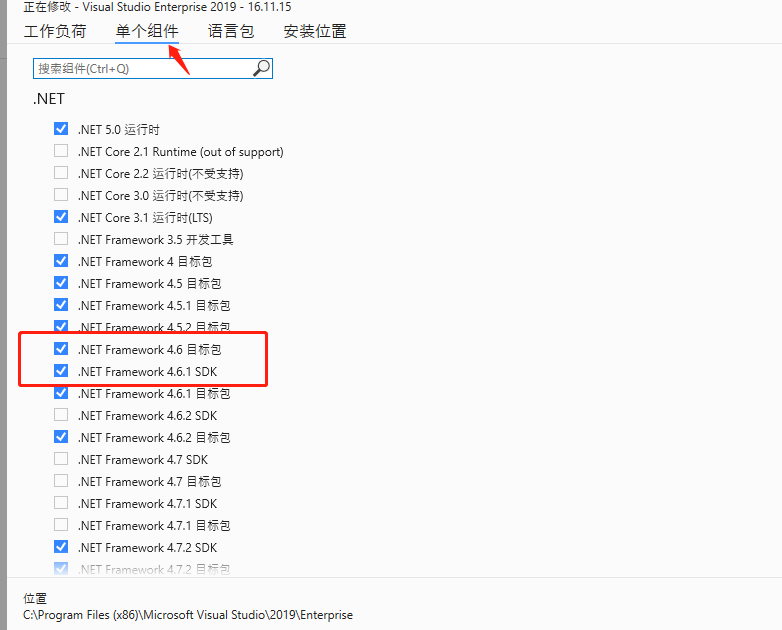 正在修改 - Visual Studio Enterprise 2019 - 16.11.15
工作负荷 单个组件 语言包 安装位置
搜索组件(Ctrl+Q)
.NET
.NET 5.0 运行时
.NET Core 2.1 Runtime (out of support)
.NET Core 2.2 运行时(不受支持)
.NET Core 3.0 运行时(不受支持)
.NET Core 3.1 运行时(LTS)
.NET Framework 3.5 开发工具
.NET Framework 4 目标包
.NET Framework 4.5 目标包
.NET Framework 4.5.1 目标包
.NET Framework 4.5.2 目标包
.NET Framework 4.6 目标包
.NET Framework 4.6.1 SDK
.NET Framework 4.6.1 目标包
.NET Framework 4.6.2 SDK
.NET Framework 4.6.2 目标包
.NET Framework 4.7 SDK
.NET Framework 4.7 目标包
.NET Framework 4.7.1 SDK
.NET Framework 4.7.1 目标包
.NET Framework 4.7.2 SDK
.NET Framework 4.7.2 目标包
位置
C:\Program Files (x86)\Microsoft Visual Studio\2019\Enterprise